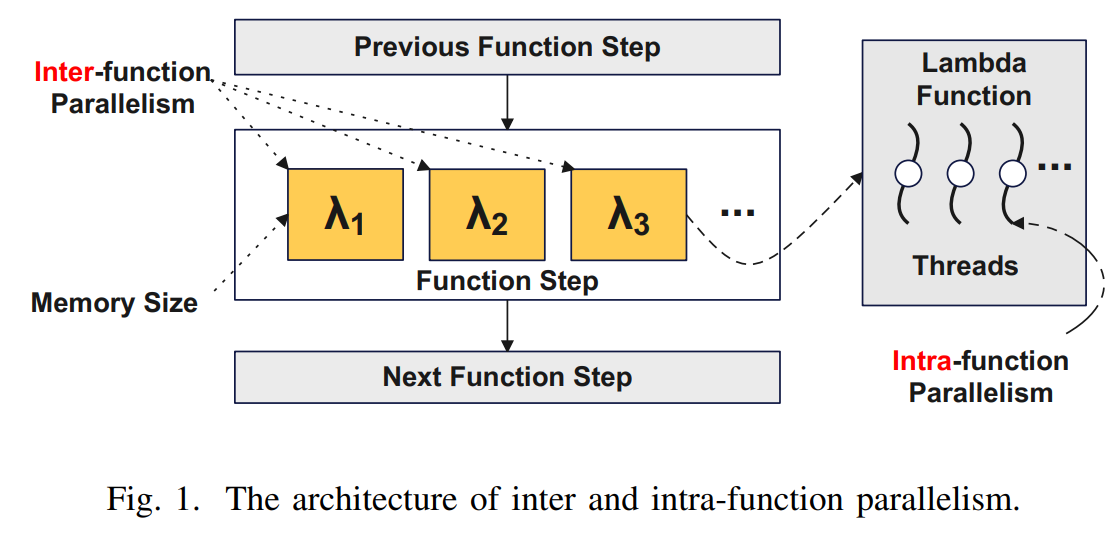 Previous Function Step
Inter-function
Parallelism
λ1
λ2
λ3
...
Function Step
Memory Size
Next Function Step
Lambda
Function
...
Threads
Intra-function
Parallelism
Fig. 1. The architecture of inter and intra-function parallelism.